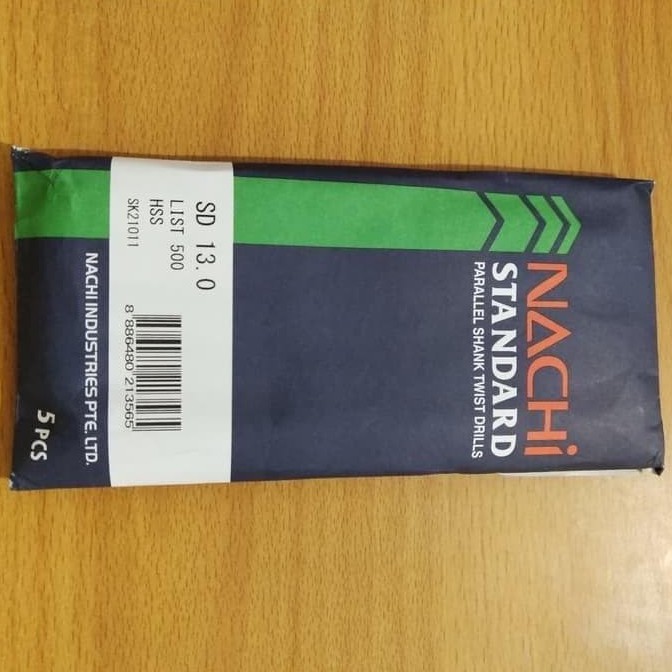 NACHi
STANDARD
PARALLEL SHANK TWIST DRILLS
SD 13.0
LIST 500
HSS
SK21011
8 886480 213565
NACHI INDUSTRIES PTE. LTD.
5 PCS